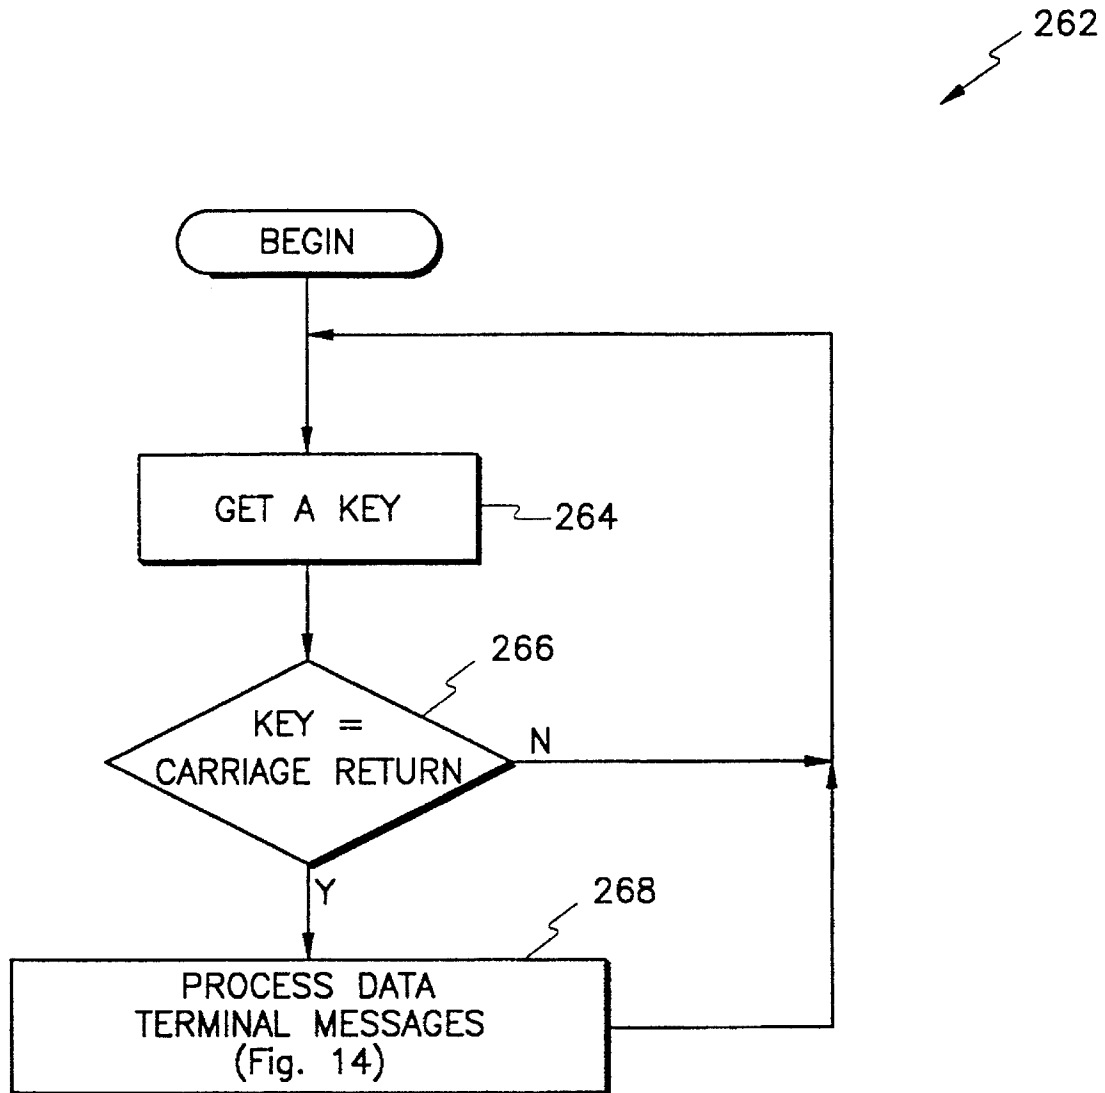 262
BEGIN
GET A KEY
264
266
KEY =
CARRIAGE RETURN
N
Y
268
PROCESS DATA
TERMINAL MESSAGES
(Fig. 14)